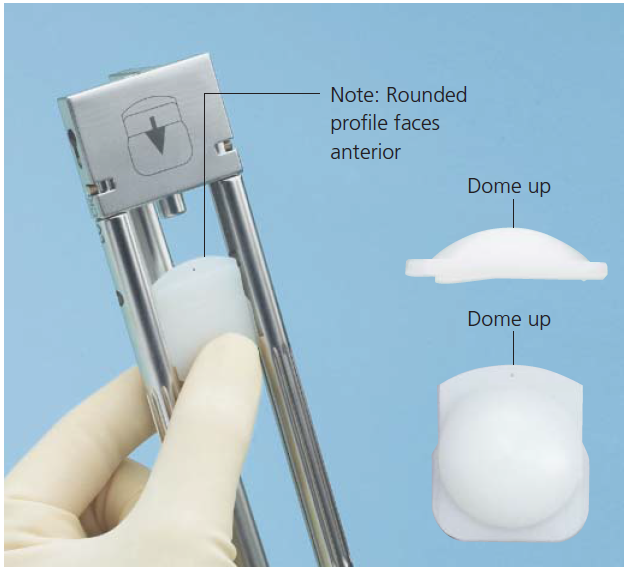 Note: Rounded
profile faces
anterior
Dome up
Dome up